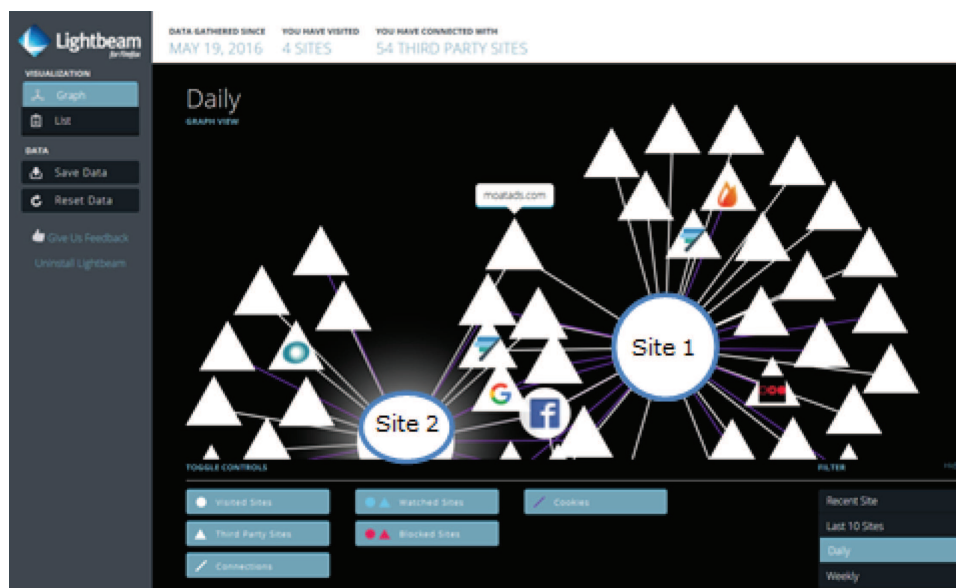 Lightbeam
for Firefox
DATA GATHERED SINCE
MAY 19, 2016
YOU HAVE VISITED
4 SITES
YOU HAVE CONNECTED WITH
54 THIRD PARTY SITES
VISUALIZATION
Graph
List
DATA
Save Data
Reset Data
Give Us Feedback
Uninstall Lightbeam
Daily
GRAPH VIEW
moatads.com
Site 1
Site 2
TOGGLE CONTROLS
Visited Sites
Watched Sites
Cookies
Third Party Sites
Blocked Sites
Connections
FILTER
Recent Site
Last 10 Sites
Daily
Weekly